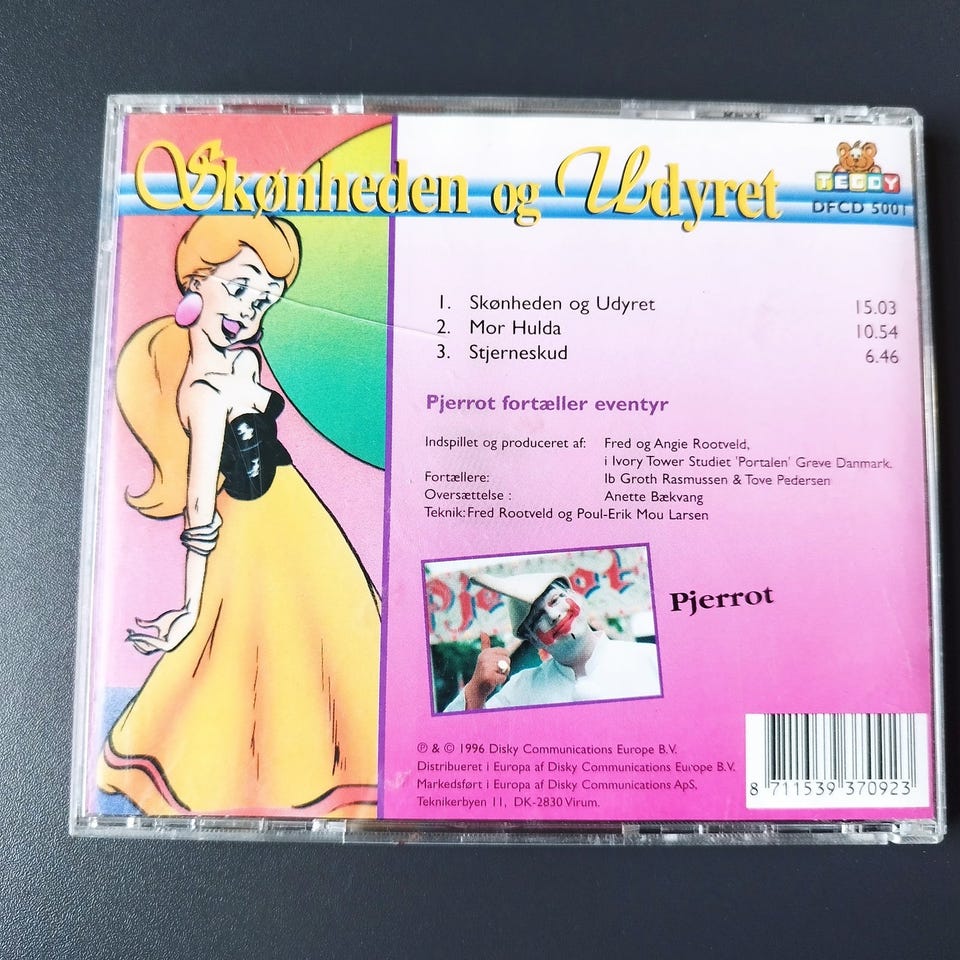 Skønheden og Udyret
TEDDY
DFCD 5001
1. Skønheden og Udyret 15.03
2. Mor Hulda 10.54
3. Stjerneskud 6.46
Pjerrot fortæller eventyr
Indspillet og produceret af: Fred og Angie Rootveld,
i Ivory Tower Studiet 'Portalen' Greve Danmark.
Fortællere: Ib Groth Rasmussen & Tove Pedersen
Oversættelse : Anette Bækvang
Teknik: Fred Rootveld og Poul-Erik Mou Larsen
Pjerrot
Pjerrot
℗ & © 1996 Disky Communications Europe B.V.
Distribueret i Europa af Disky Communications Europe B.V.
Markedsført i Europa af Disky Communications ApS,
Teknikerbyen 11, DK-2830 Virum.
8 711539 370923